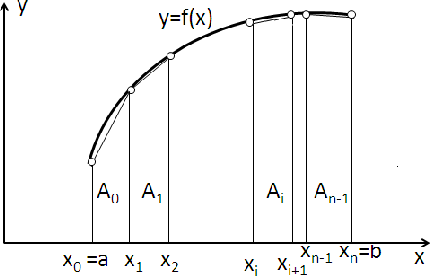 y
y=f(x)
A₀ A₁ Aᵢ Aₙ₋₁
x₀ =a x₁ x₂ xᵢ xᵢ₊₁ xₙ₋₁ xₙ=b x